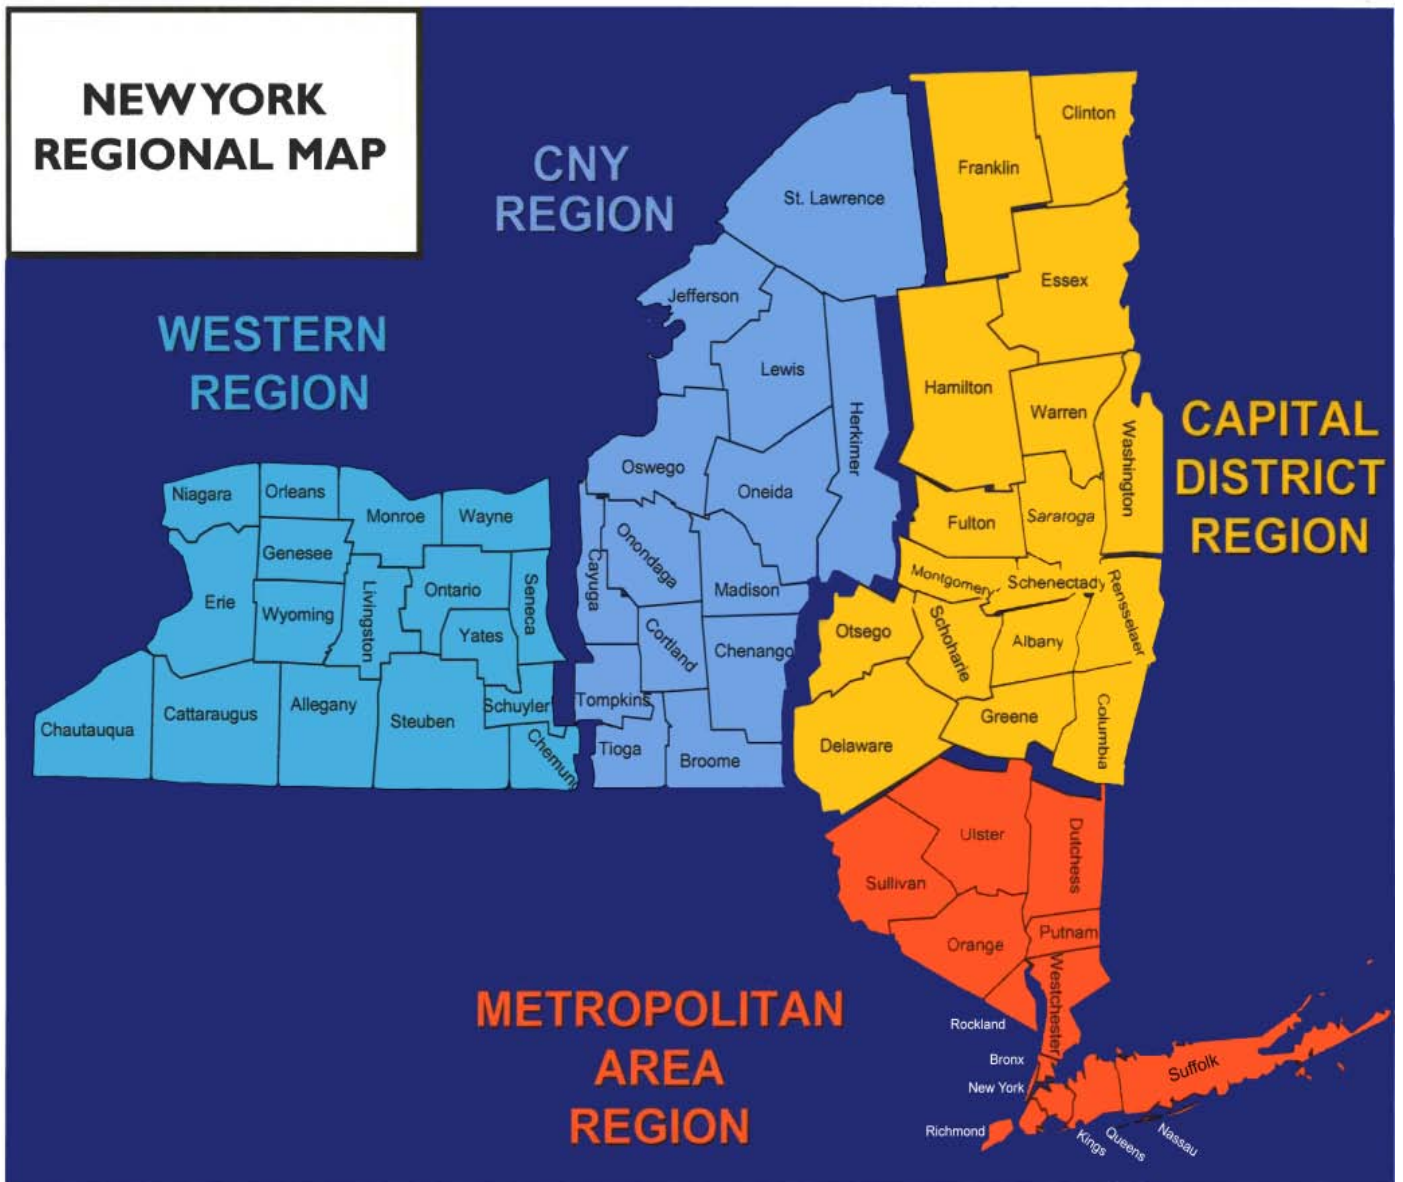 NEW YORK
REGIONAL MAP
CNY
REGION
WESTERN
REGION
CAPITAL
DISTRICT
REGION
METROPOLITAN
AREA
REGION
Niagara
Orleans
Monroe
Wayne
Genesee
Erie
Wyoming
Livingston
Ontario
Yates
Seneca
Chautauqua
Cattaraugus
Allegany
Steuben
Schuyler
Chemung
St. Lawrence
Jefferson
Lewis
Herkimer
Oswego
Oneida
Cayuga
Onondaga
Madison
Cortland
Chenango
Tompkins
Tioga
Broome
Clinton
Franklin
Essex
Hamilton
Warren
Washington
Fulton
Saratoga
Montgomery
Schenectady
Rensselaer
Otsego
Schoharie
Albany
Delaware
Greene
Columbia
Ulster
Dutchess
Sullivan
Orange
Putnam
Westchester
Rockland
Bronx
New York
Richmond
Kings
Queens
Nassau
Suffolk